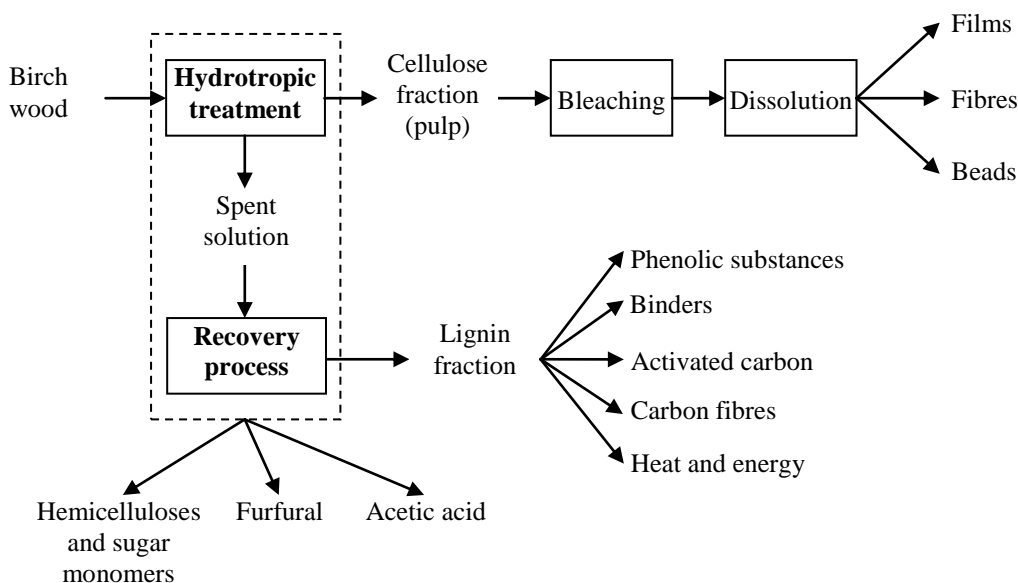 Birch
wood
Hydrotropic
treatment
Cellulose
fraction
(pulp)
Bleaching
Dissolution
Films
Fibres
Beads
Spent
solution
Recovery
process
Lignin
fraction
Phenolic substances
Binders
Activated carbon
Carbon fibres
Heat and energy
Hemicelluloses
and sugar
monomers
Furfural
Acetic acid